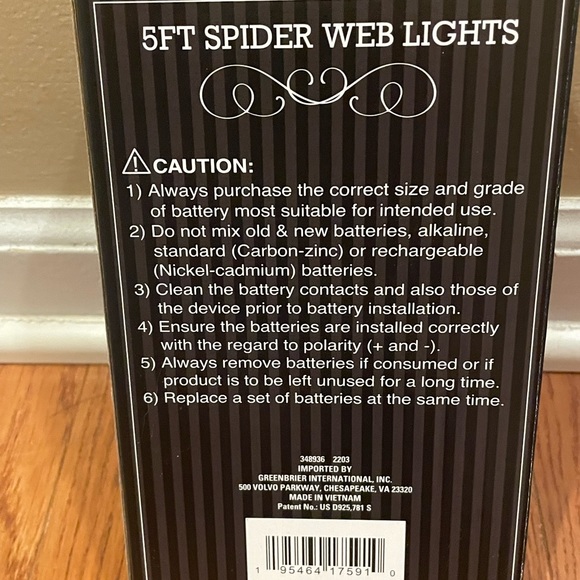 5FT SPIDER WEB LIGHTS
CAUTION:
1) Always purchase the correct size and grade
of battery most suitable for intended use.
2) Do not mix old & new batteries, alkaline,
standard (Carbon-zinc) or rechargeable
(Nickel-cadmium) batteries.
3) Clean the battery contacts and also those of
the device prior to battery installation.
4) Ensure the batteries are installed correctly
with the regard to polarity (+ and -).
5) Always remove batteries if consumed or if
product is to be left unused for a long time.
6) Replace a set of batteries at the same time.
348936 2203
IMPORTED BY
GREENBRIER INTERNATIONAL, INC.
500 VOLVO PARKWAY, CHESAPEAKE, VA 23320
MADE IN VIETNAM
Patent No.: US D925,781 S
1 95464 17591 0